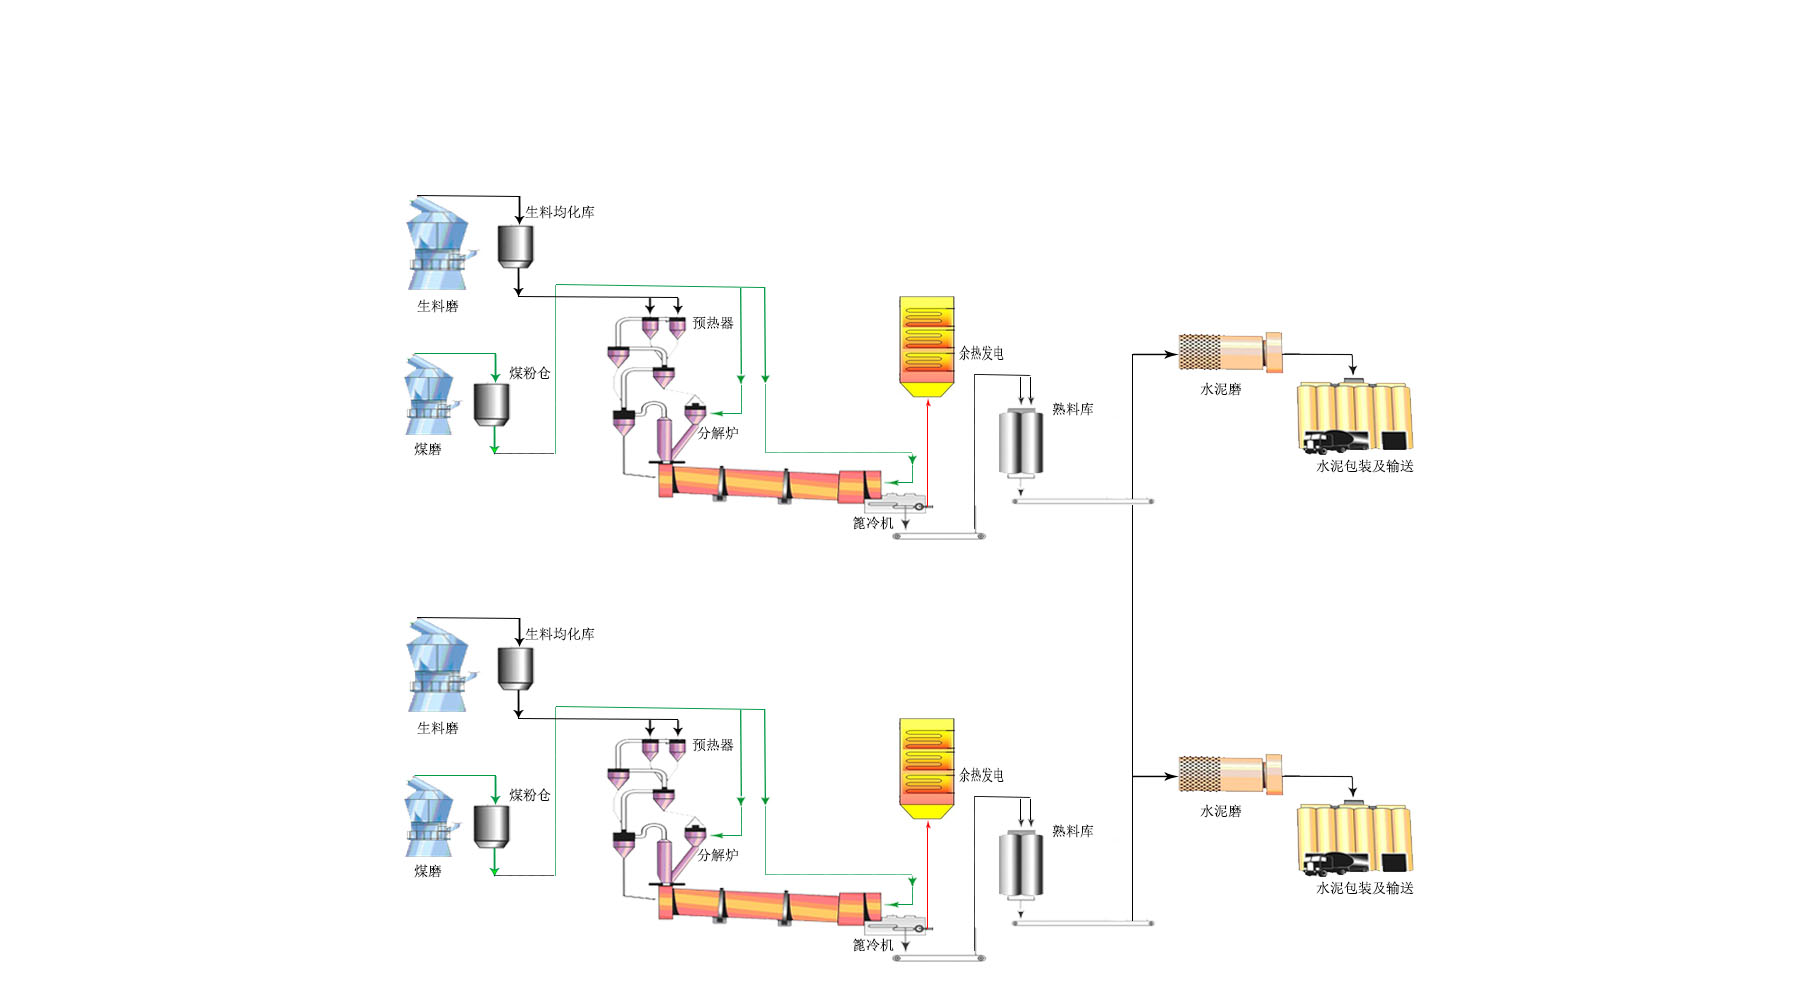 生料均化库
生料磨
预热器
余热发电
煤粉仓
水泥磨
熟料库
分解炉
煤磨
水泥包装及输送
篦冷机
生料均化库
生料磨
预热器
余热发电
煤粉仓
水泥磨
熟料库
分解炉
煤磨
水泥包装及输送
篦冷机